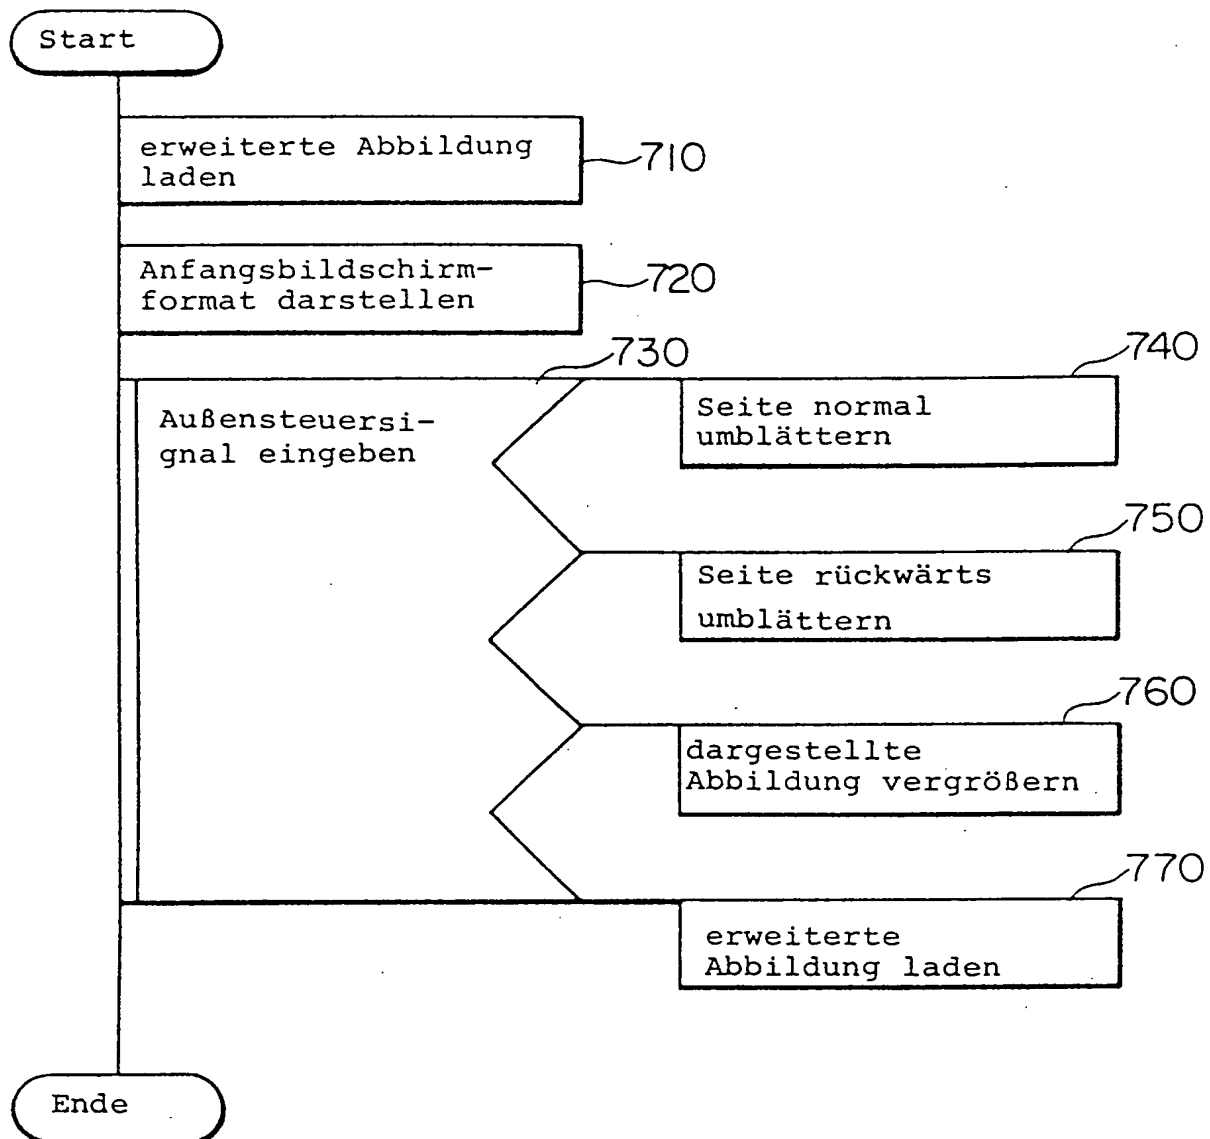 Start
erweiterte Abbildung
laden
710
Anfangsbildschirm-
format darstellen
720
730
Außensteuersi-
gnal eingeben
740
Seite normal
umblättern
750
Seite rückwärts
umblättern
760
dargestellte
Abbildung vergrößern
770
erweiterte
Abbildung laden
Ende